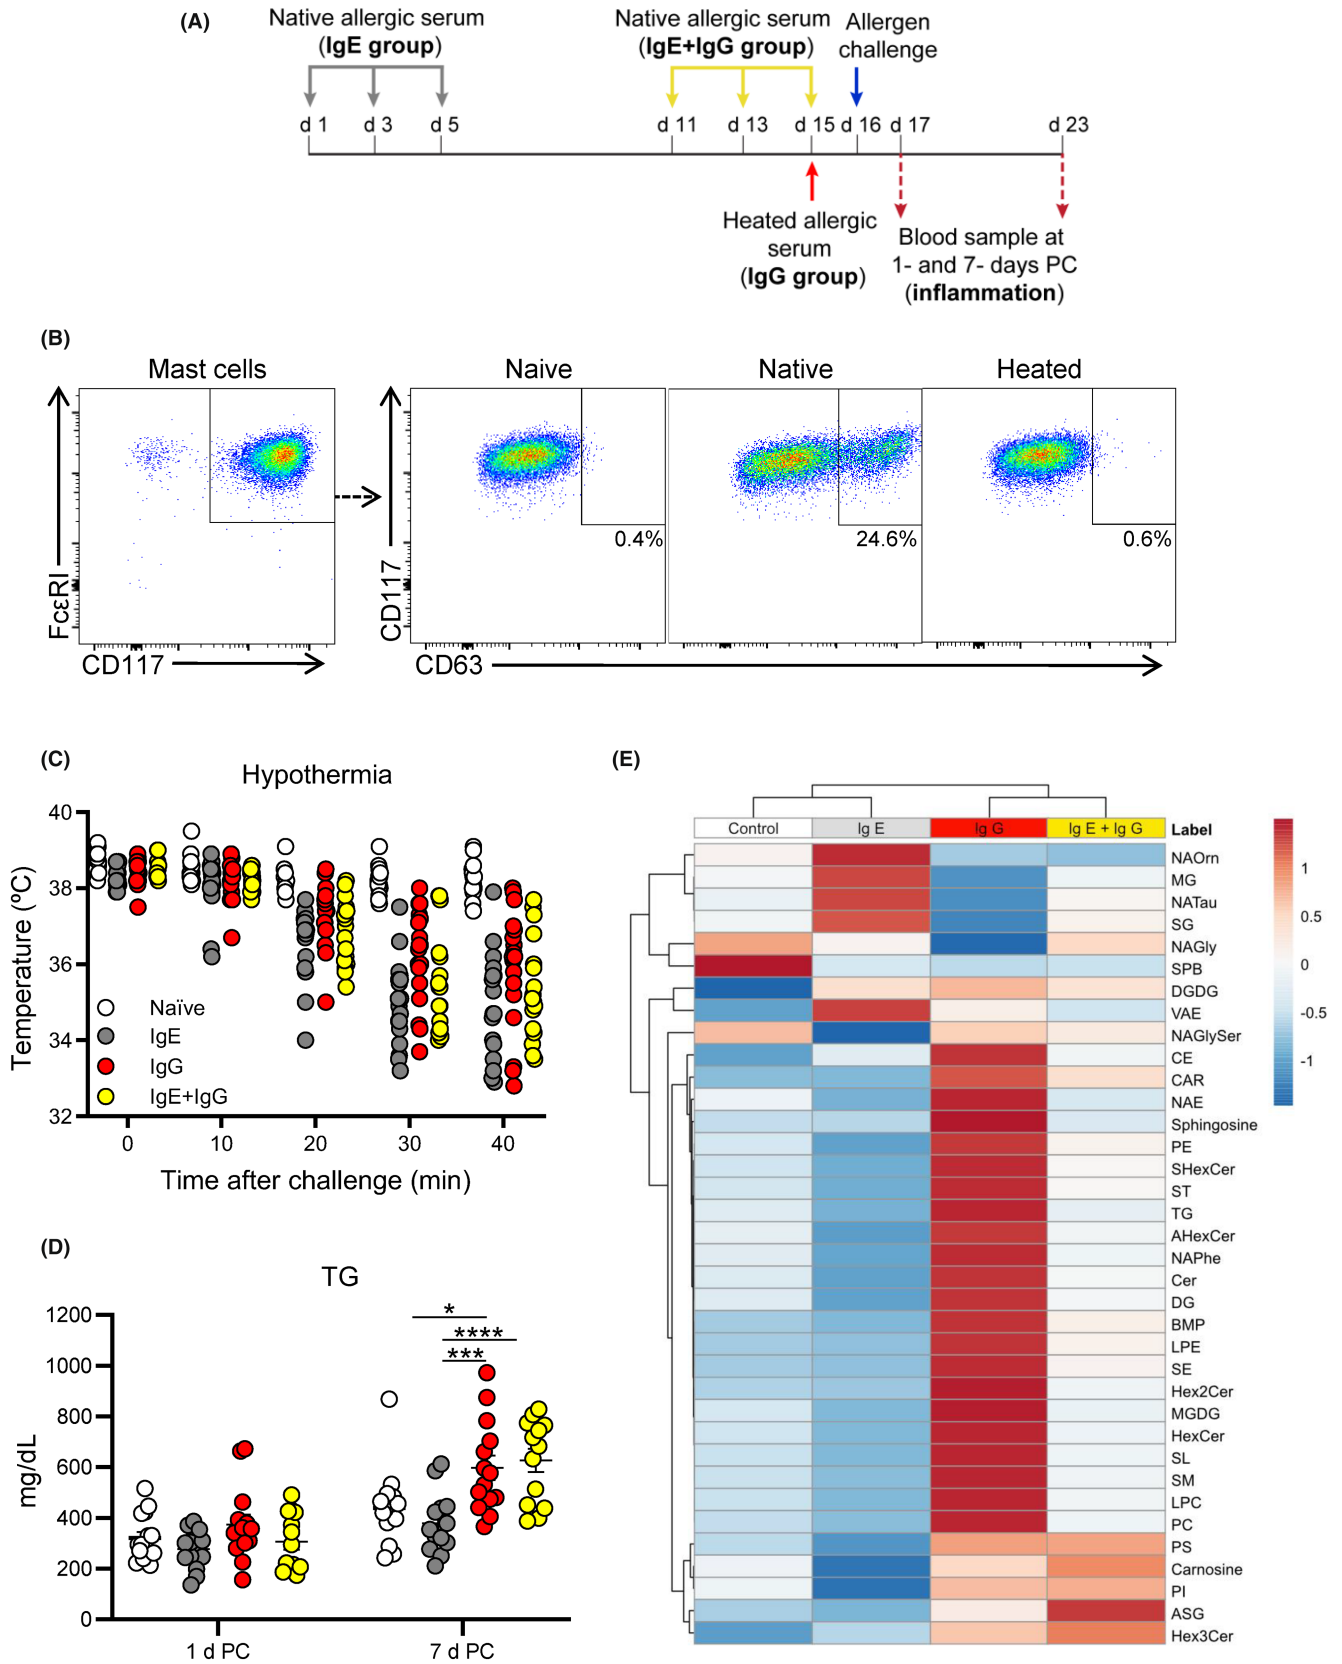 (A)
Native allergic serum
(IgE group)
Native allergic serum
(IgE+IgG group)
Allergen
challenge
d 1
d 3
d 5
d 11
d 13
d 15
d 16
d 17
d 23
Heated allergic
serum
(IgG group)
Blood sample at
1- and 7- days PC
(inflammation)
(B)
Mast cells
Naive
Native
Heated
FcεRI
CD117
CD117
0.4%
24.6%
0.6%
CD63
(C)
Hypothermia
Temperature (ºC)
40
38
36
34
32
Naïve
IgE
IgG
IgE+IgG
0
10
20
30
40
Time after challenge (min)
(D)
TG
mg/dL
1200
1000
800
600
400
200
0
*
****
***
1 d PC
7 d PC
(E)
Control
Ig E
Ig G
Ig E + Ig G
Label
NAOrn
MG
NATau
SG
NAGly
SPB
DGDG
VAE
NAGlySer
CE
CAR
NAE
Sphingosine
PE
SHexCer
ST
TG
AHexCer
NAPhe
Cer
DG
BMP
LPE
SE
Hex2Cer
MGDG
HexCer
SL
SM
LPC
PC
PS
Carnosine
PI
ASG
Hex3Cer
1
0.5
0
-0.5
-1